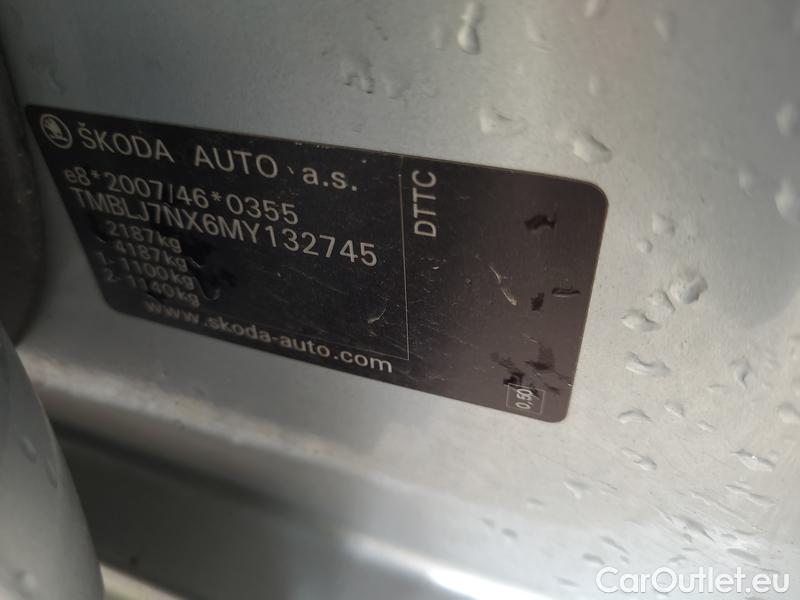 ŠKODA AUTO a.s.
e8*2007/46*0355
TMBLJ7NX6MY132745
2187kg
4187kg
1- 1100kg
2- 1140kg
www.skoda-auto.com
DTTC
0,50
CarOutlet.eu